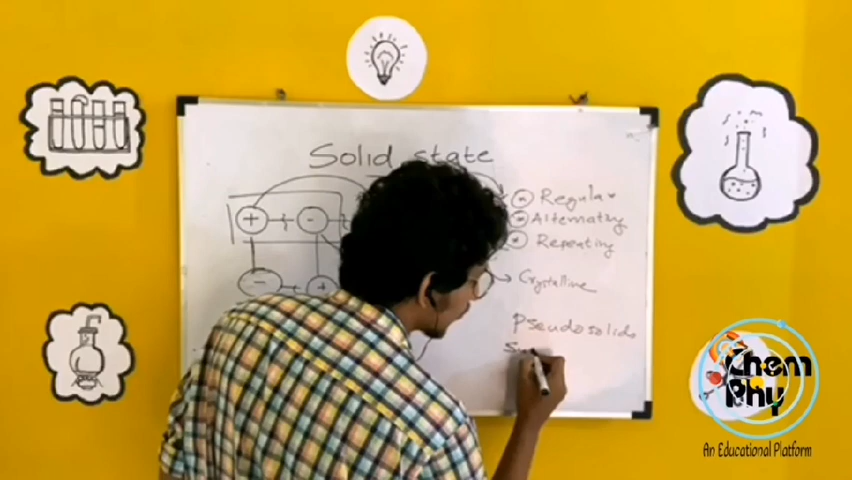 Solid state
+ -
- +
Regular
Alternating
Repeating
Crystalline
Pseudo solids
S
Chem
Phy
An Educational Platform